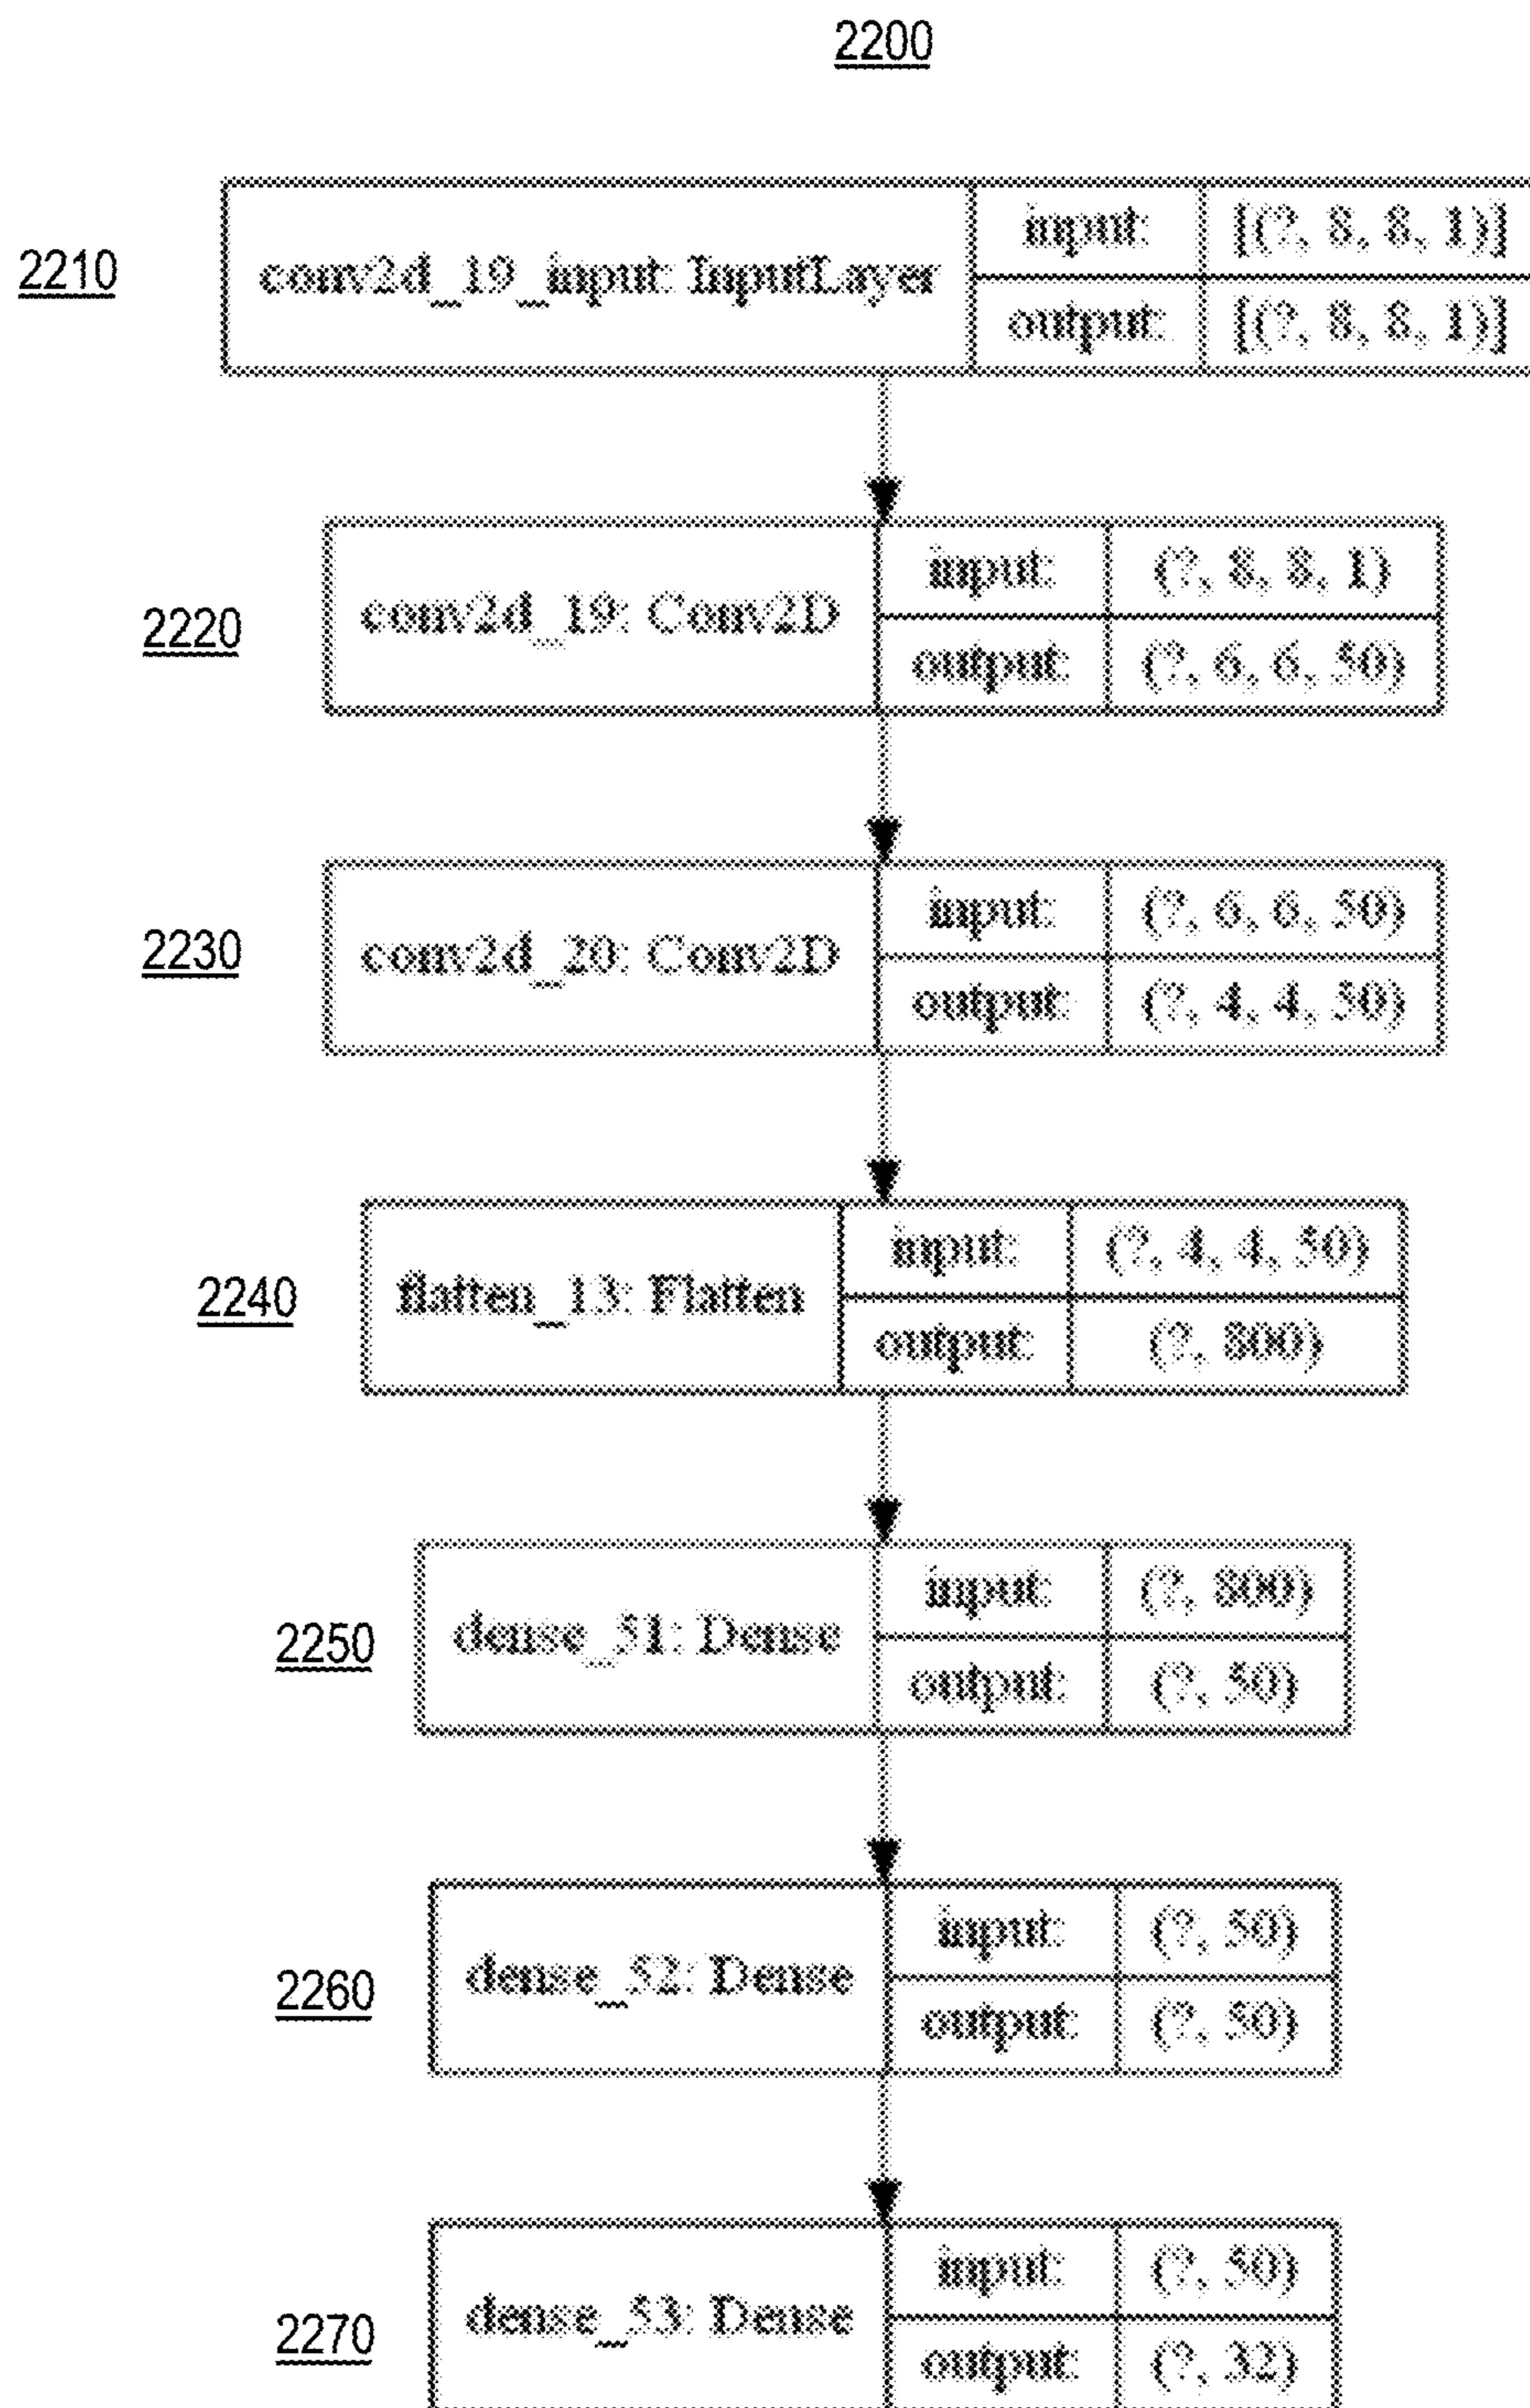 2200
2210
conv2d_19_input: InputLayer
input:
[(?, 8, 8, 1)]
output:
[(?, 8, 8, 1)]
2220
conv2d_19: Conv2D
input:
(?, 8, 8, 1)
output:
(?, 6, 6, 50)
2230
conv2d_20: Conv2D
input:
(?, 6, 6, 50)
output:
(?, 4, 4, 50)
2240
flatten_13: Flatten
input:
(?, 4, 4, 50)
output:
(?, 800)
2250
dense_51: Dense
input:
(?, 800)
output:
(?, 50)
2260
dense_52: Dense
input:
(?, 50)
output:
(?, 50)
2270
dense_53: Dense
input:
(?, 50)
output:
(?, 32)